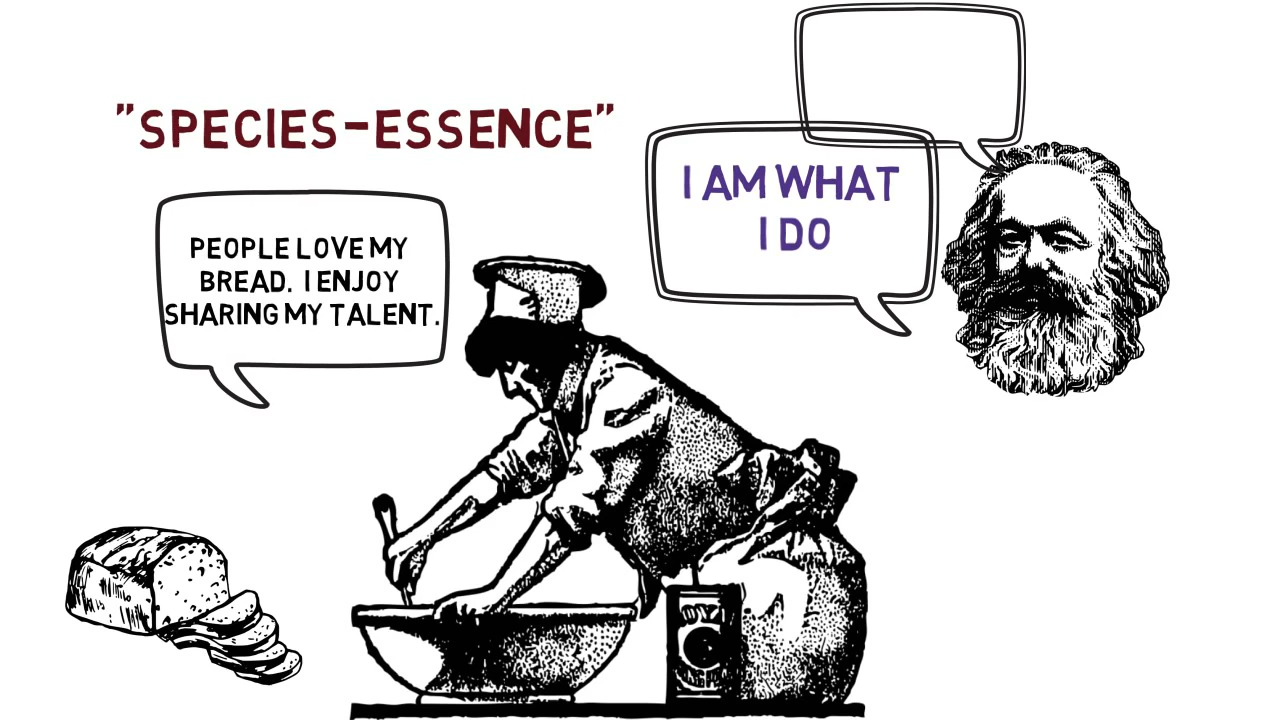 "SPECIES-ESSENCE"
I AM WHAT
I DO
PEOPLE LOVE MY
BREAD. I ENJOY
SHARING MY TALENT.